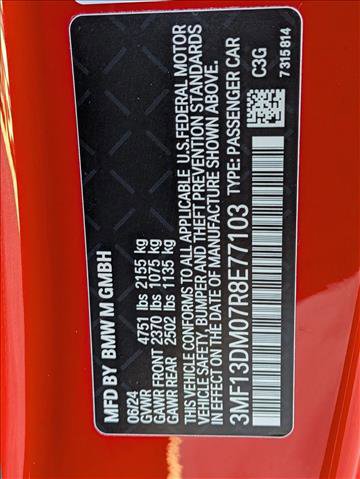 MFD BY BMW M GMBH
06/24
GVWR 4751 lbs 2155 kg
GAWR FRONT 2370 lbs 1075 kg
GAWR REAR 2502 lbs 1135 kg
THIS VEHICLE CONFORMS TO ALL APPLICABLE U.S. FEDERAL MOTOR
VEHICLE SAFETY, BUMPER AND THEFT PREVENTION STANDARDS
IN EFFECT ON THE DATE OF MANUFACTURE SHOWN ABOVE.
3MF13DM07R8E77103 TYPE: PASSENGER CAR
C3G
7 315 814